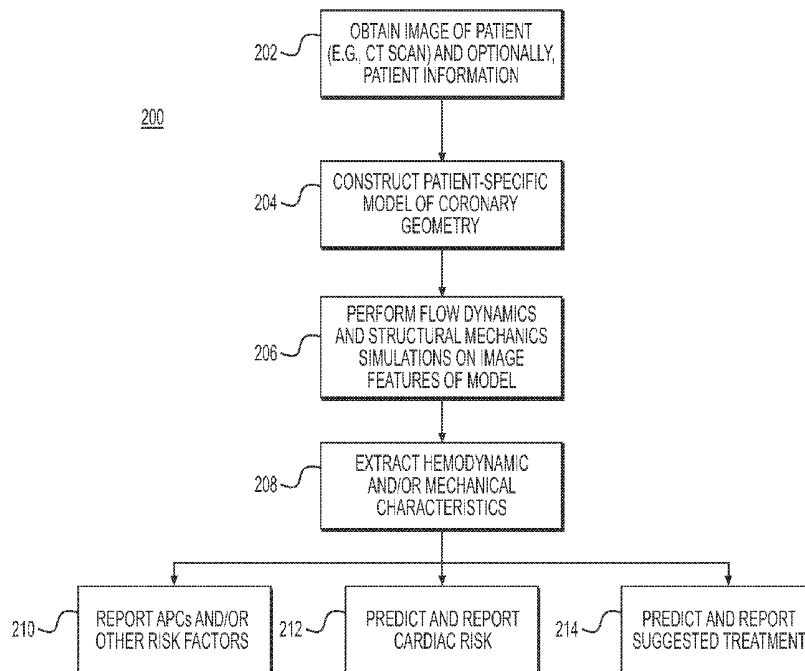 202
OBTAIN IMAGE OF PATIENT
(E.G., CT SCAN) AND OPTIONALLY,
PATIENT INFORMATION
200
204
CONSTRUCT PATIENT-SPECIFIC
MODEL OF CORONARY
GEOMETRY
206
PERFORM FLOW DYNAMICS
AND STRUCTURAL MECHANICS
SIMULATIONS ON IMAGE
FEATURES OF MODEL
208
EXTRACT HEMODYNAMIC
AND/OR MECHANICAL
CHARACTERISTICS
210
REPORT APCs AND/OR
OTHER RISK FACTORS
212
PREDICT AND REPORT
CARDIAC RISK
214
PREDICT AND REPORT
SUGGESTED TREATMENT